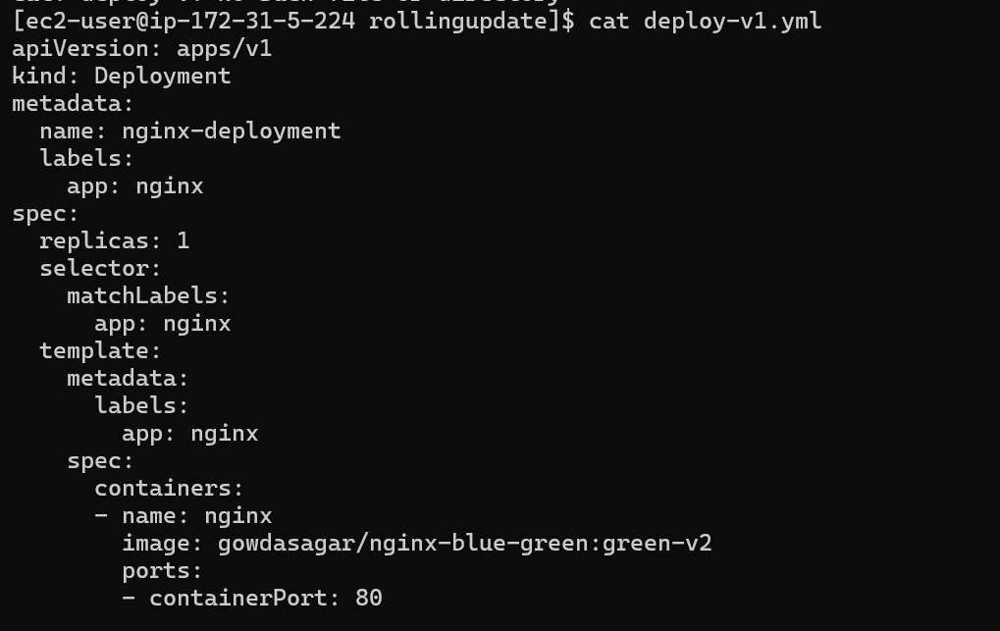 [ec2-user@ip-172-31-5-224 rollingupdate]$ cat deploy-v1.yml
apiVersion: apps/v1
kind: Deployment
metadata:
  name: nginx-deployment
  labels:
    app: nginx
spec:
  replicas: 1
  selector:
    matchLabels:
      app: nginx
  template:
    metadata:
      labels:
        app: nginx
    spec:
      containers:
      - name: nginx
        image: gowdasagar/nginx-blue-green:green-v2
        ports:
        - containerPort: 80